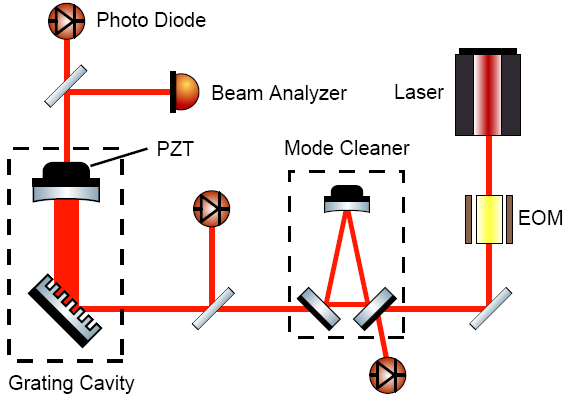 Photo Diode
Beam Analyzer
Laser
PZT
Mode Cleaner
EOM
Grating Cavity